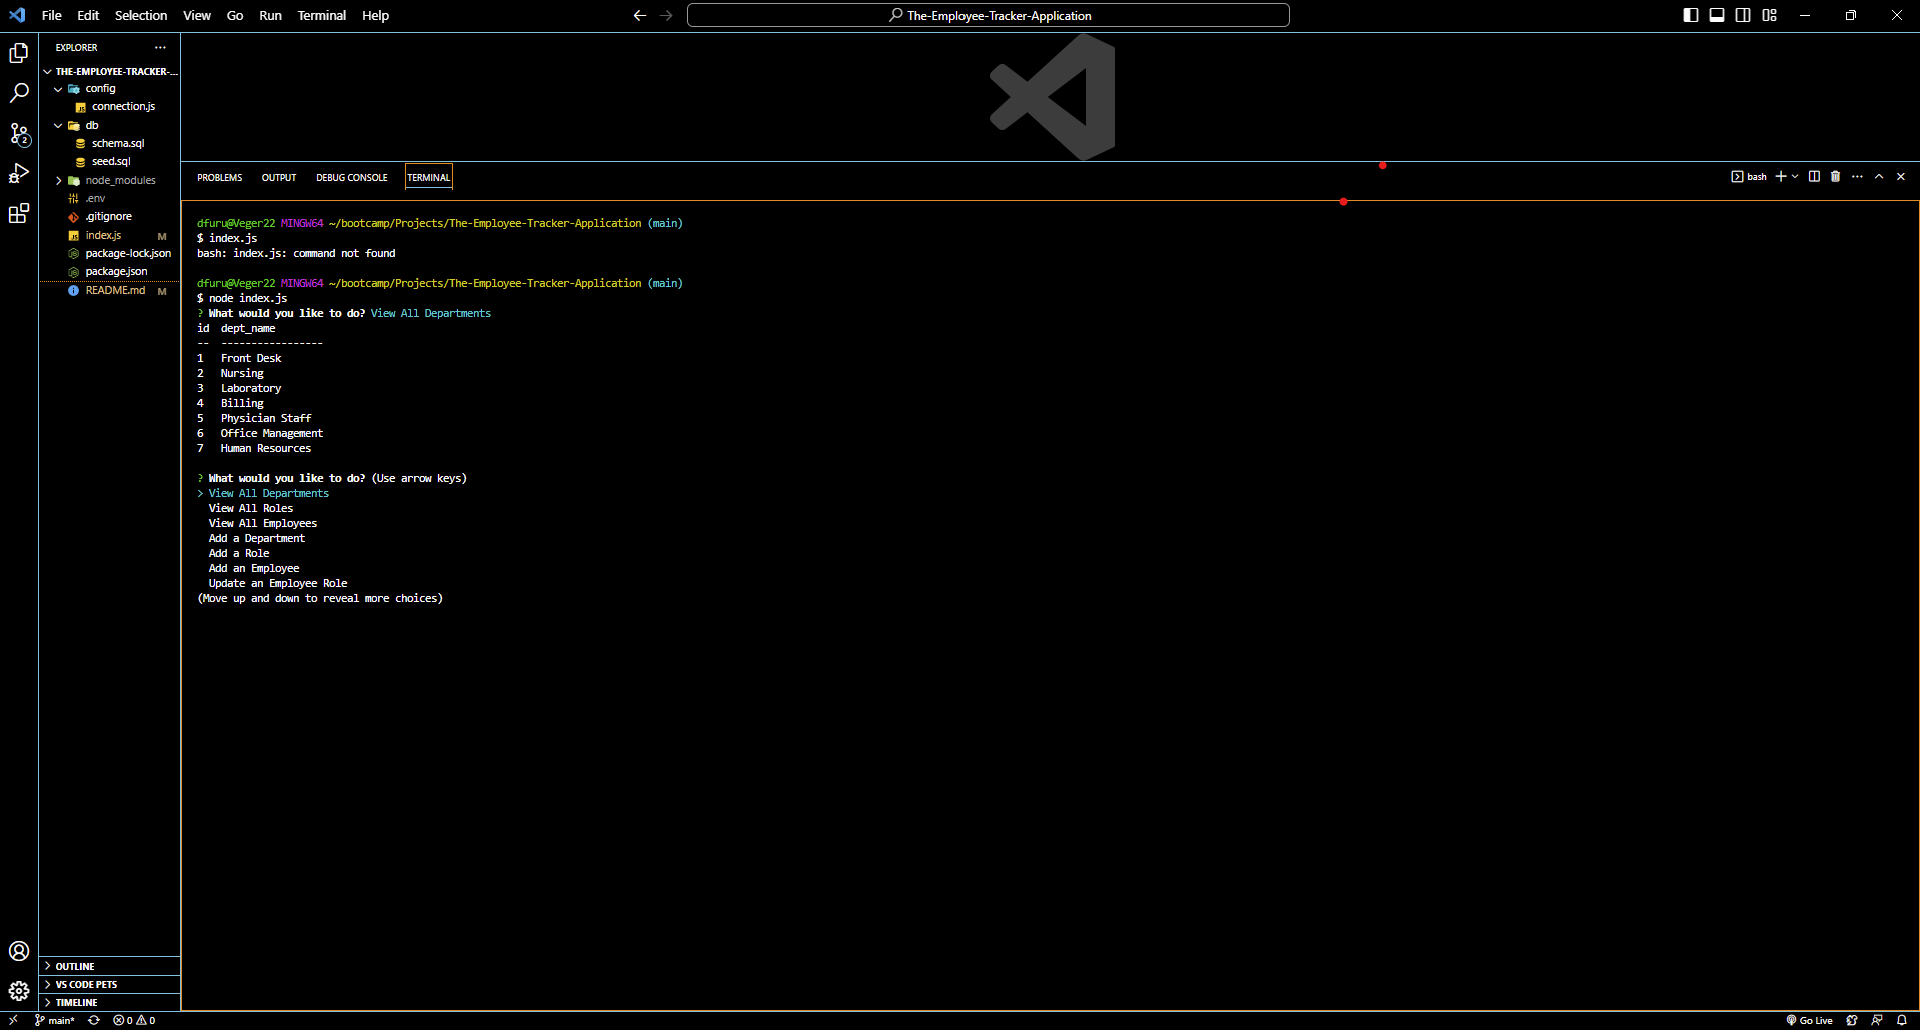 File Edit Selection View Go Run Terminal Help
The-Employee-Tracker-Application
EXPLORER
THE-EMPLOYEE-TRACKER-...
config
connection.js
db
schema.sql
seed.sql
node_modules
.env
.gitignore
index.js M
package-lock.json
package.json
README.md M
OUTLINE
VS CODE PETS
TIMELINE
PROBLEMS OUTPUT DEBUG CONSOLE TERMINAL
bash
dfuru@Veger22 MINGW64 ~/bootcamp/Projects/The-Employee-Tracker-Application (main)
$ index.js
bash: index.js: command not found
dfuru@Veger22 MINGW64 ~/bootcamp/Projects/The-Employee-Tracker-Application (main)
$ node index.js
? What would you like to do? View All Departments
id dept_name
-- -----------------
1 Front Desk
2 Nursing
3 Laboratory
4 Billing
5 Physician Staff
6 Office Management
7 Human Resources
? What would you like to do? (Use arrow keys)
> View All Departments
View All Roles
View All Employees
Add a Department
Add a Role
Add an Employee
Update an Employee Role
(Move up and down to reveal more choices)
2
main* 0 0 Go Live